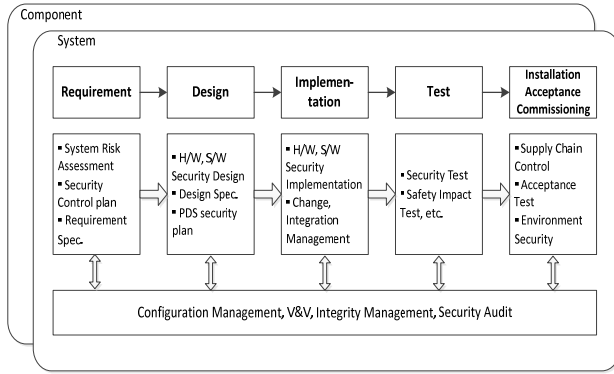 Component
System
Requirement
Design
Implemen-
tation
Test
Installation
Acceptance
Commissioning
▪ System Risk
Assessment
▪ Security
Control plan
▪ Requirement
Spec.
▪ H/W, S/W
Security Design
▪ Design Spec.
▪ PDS security
plan
▪ H/W, S/W
Security
Implementation
▪ Change,
Integration
Management
▪ Security Test
▪ Safety Impact
Test, etc.
▪ Supply Chain
Control
▪ Acceptance
Test
▪ Environment
Security
Configuration Management, V&V, Integrity Management, Security Audit